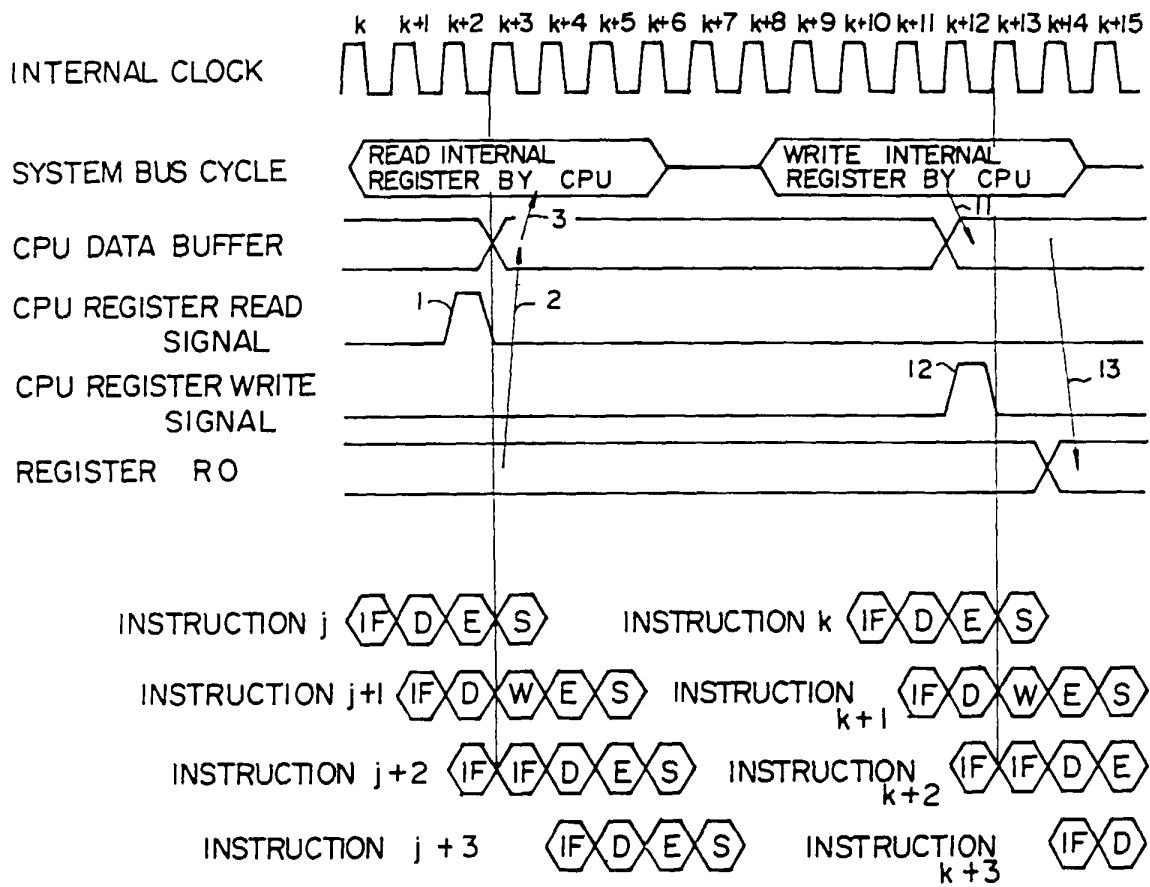 k k+1 k+2 k+3 k+4 k+5 k+6 k+7 k+8 k+9 k+10 k+11 k+12 k+13 k+14 k+15
INTERNAL CLOCK
SYSTEM BUS CYCLE
READ INTERNAL
REGISTER BY CPU
WRITE INTERNAL
REGISTER BY CPU
3
11
CPU DATA BUFFER
CPU REGISTER READ
SIGNAL
1
2
CPU REGISTER WRITE
SIGNAL
12
13
REGISTER R0
INSTRUCTION j IF D E S
INSTRUCTION k IF D E S
INSTRUCTION j+1 IF D W E S
INSTRUCTION
k+1
IF D W E S
INSTRUCTION j+2 IF IF D E S
INSTRUCTION
k+2
IF IF D E
INSTRUCTION j+3 IF D E S
INSTRUCTION
k+3
IF D